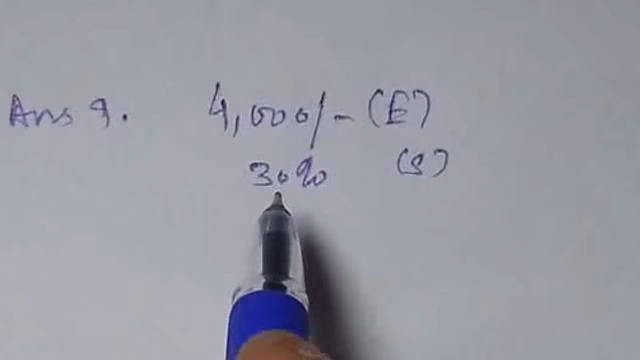 Ans 9. 4,000/- (E)
30% (S)